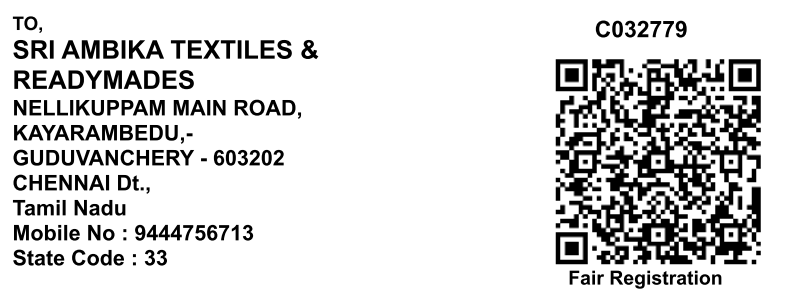 TO,
SRI AMBIKA TEXTILES &
READYMADES
NELLIKUPPAM MAIN ROAD,
KAYARAMBEDU,-
GUDUVANCHERY - 603202
CHENNAI Dt.,
Tamil Nadu
Mobile No : 9444756713
State Code : 33
C032779
Fair Registration